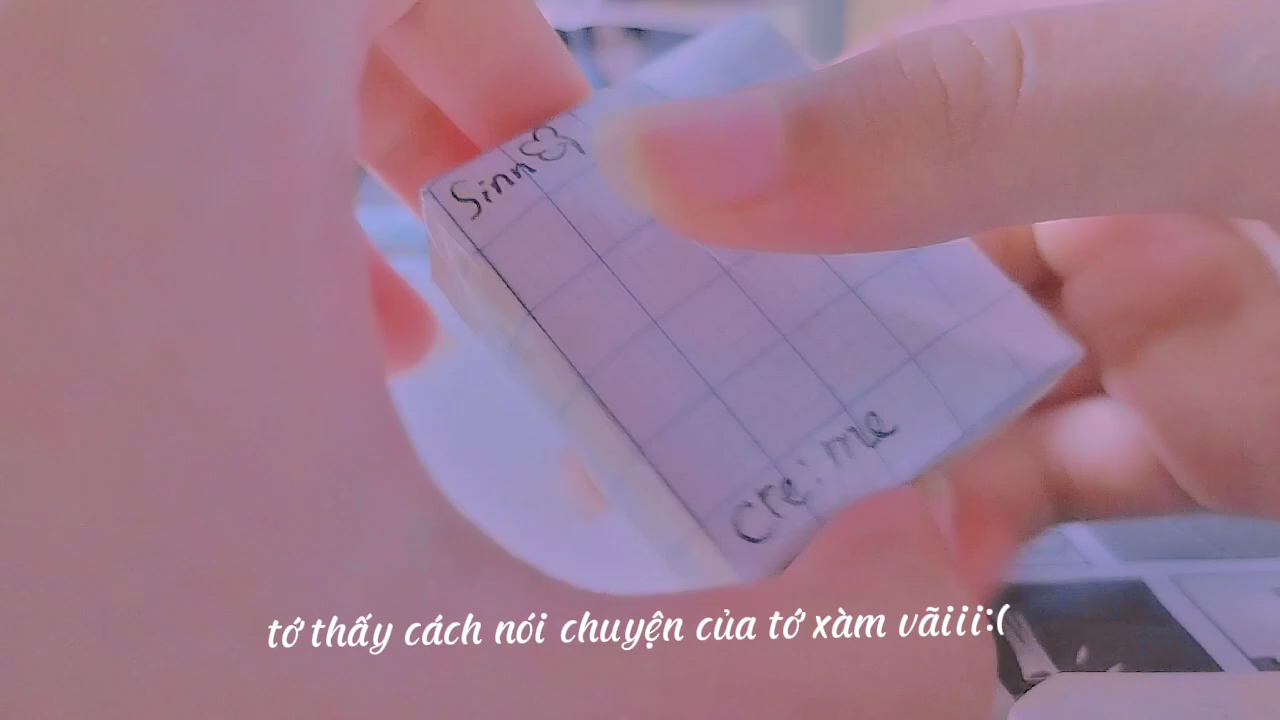 Sinn
cre: me
tớ thấy cách nói chuyện của tớ xàm vãiii:(